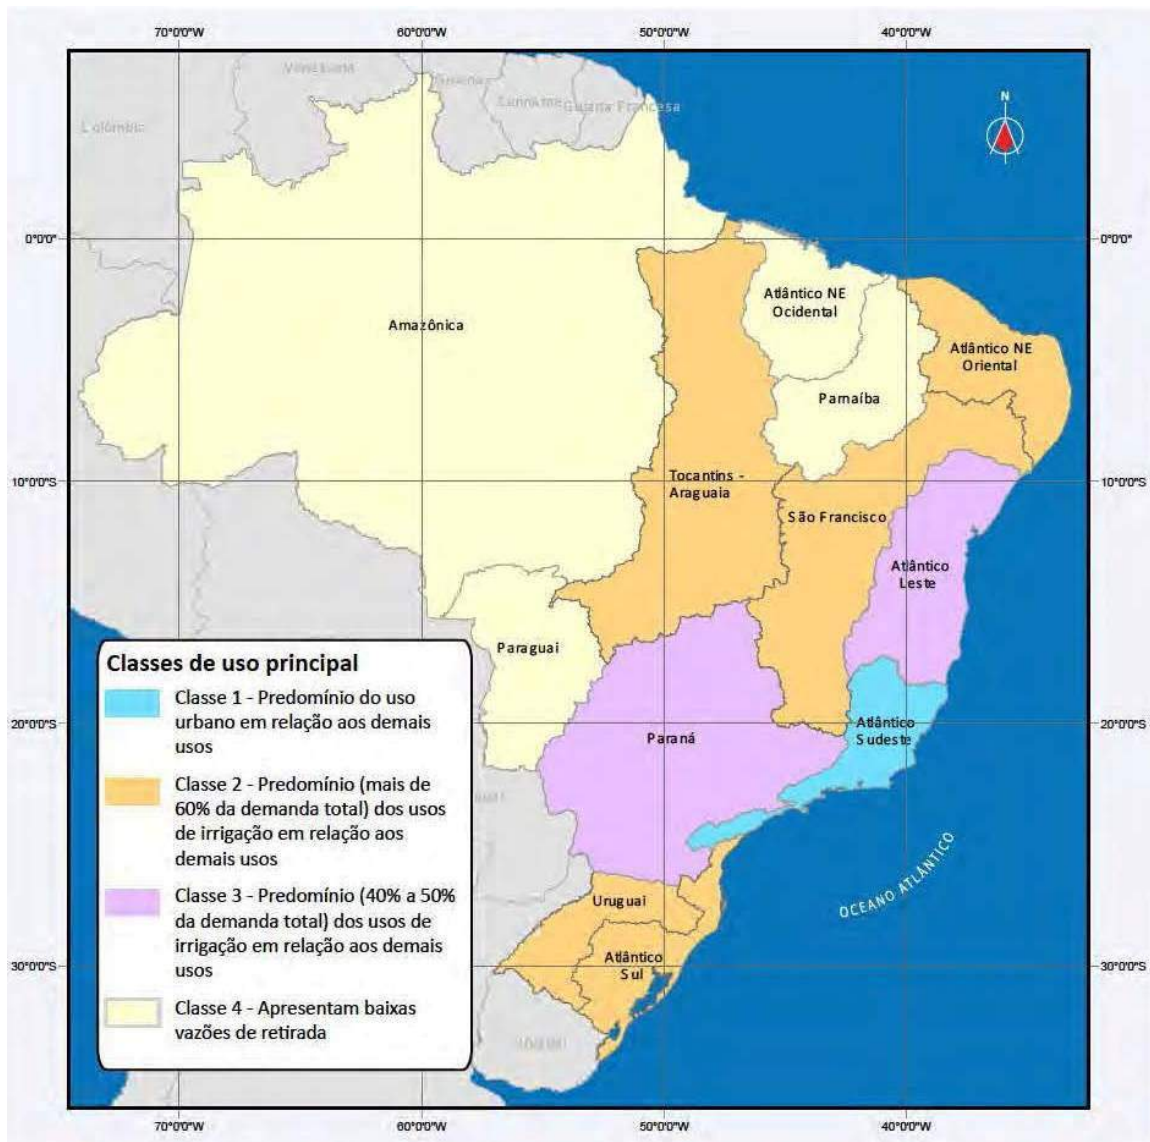 70°0'0"W 60°0'0"W 50°0'0"W 40°0'0"W
Colômbia
Suriname
Guiana Francesa
N
0°0'0" 0°0'0"
Amazônica
Atlântico NE
Ocidental
Atlântico NE
Oriental
Parnaíba
10°0'0"S 10°0'0"S
Tocantins -
Araguaia
São Francisco
Atlântico
Leste
Paraguai
20°0'0"S 20°0'0"S
Atlântico
Sudeste
Paraná
OCEANO ATLÂNTICO
Uruguai
Atlântico
Sul
30°0'0"S 30°0'0"S
Classes de uso principal
Classe 1 - Predomínio do uso
urbano em relação aos demais
usos
Classe 2 - Predomínio (mais de
60% da demanda total) dos usos
de irrigação em relação aos
demais usos
Classe 3 - Predomínio (40% a 50%
da demanda total) dos usos de
irrigação em relação aos demais
usos
Classe 4 - Apresentam baixas
vazões de retirada
70°0'0"W 60°0'0"W 50°0'0"W 40°0'0"W